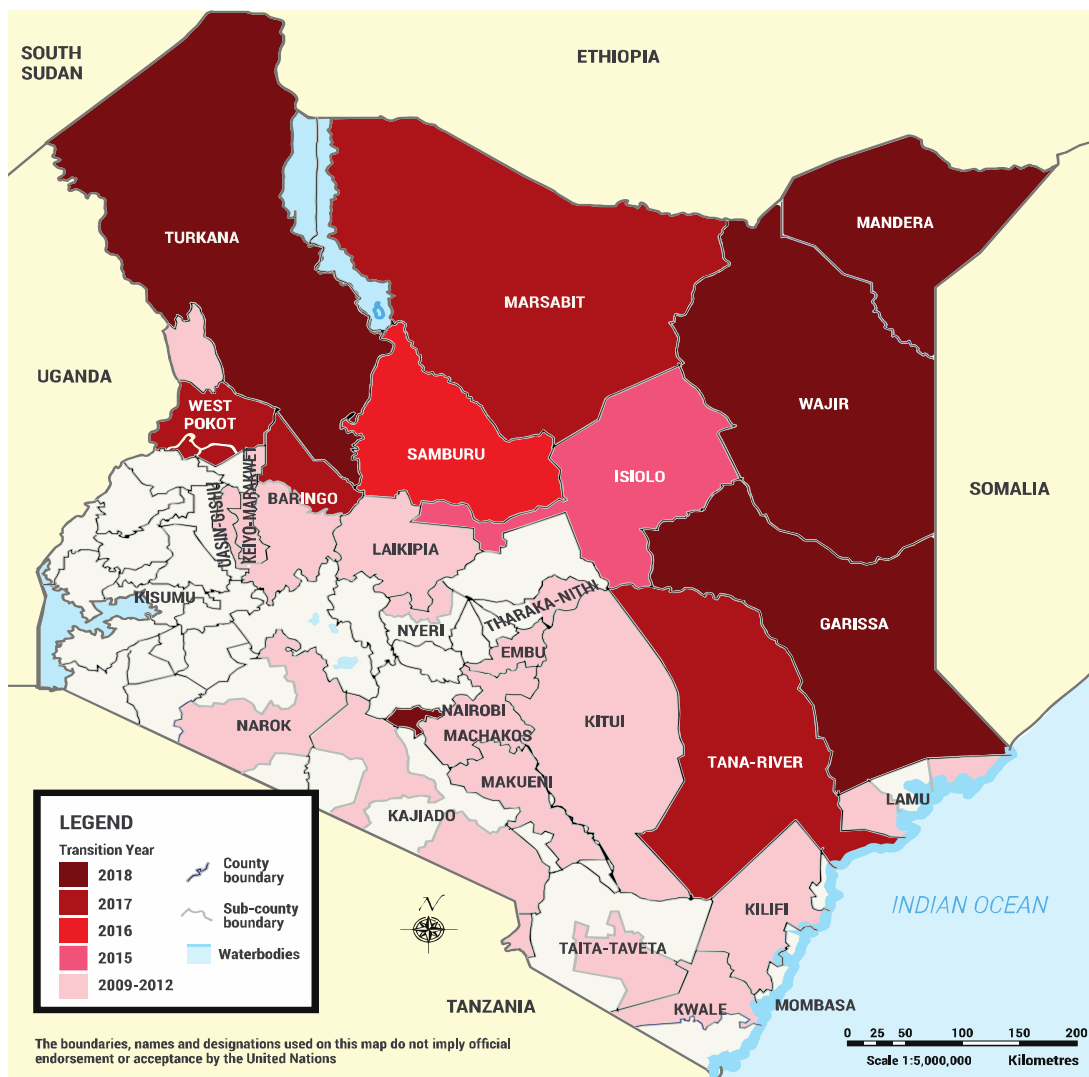 SOUTH
SUDAN
ETHIOPIA
MANDERA
TURKANA
MARSABIT
UGANDA
WEST
POKOT
WAJIR
SAMBURU
ISIOLO
SOMALIA
BARINGO
UASIN-GISHU
KEIYO-MARAKWET
LAIKIPIA
KISUMU
THARAKA-NITHI
NYERI
GARISSA
EMBU
NAIROBI
KITUI
NAROK
MACHAKOS
TANA-RIVER
MAKUENI
LAMU
KAJIADO
LEGEND
Transition Year
2018
2017
2016
2015
2009-2012
County
boundary
Sub-county
boundary
Waterbodies
N
KILIFI
INDIAN OCEAN
TAITA-TAVETA
TANZANIA
KWALE
MOMBASA
0 25 50 100 150 200
Scale 1:5,000,000 Kilometres
The boundaries, names and designations used on this map do not imply official
endorsement or acceptance by the United Nations